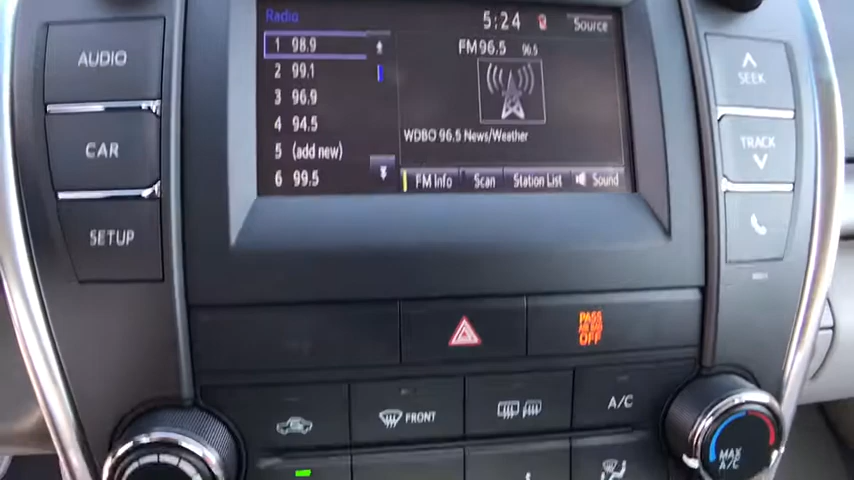 Radio
5:24
Source
1 98.9
2 99.1
3 96.9
4 94.5
5 (add new)
6 99.5
FM96.5 96.5
WDBO 96.5 News/Weather
FM Info
Scan
Station List
Sound
AUDIO
CAR
SETUP
SEEK
TRACK
PASS
AIR BAG
OFF
FRONT
A/C
MAX
A/C